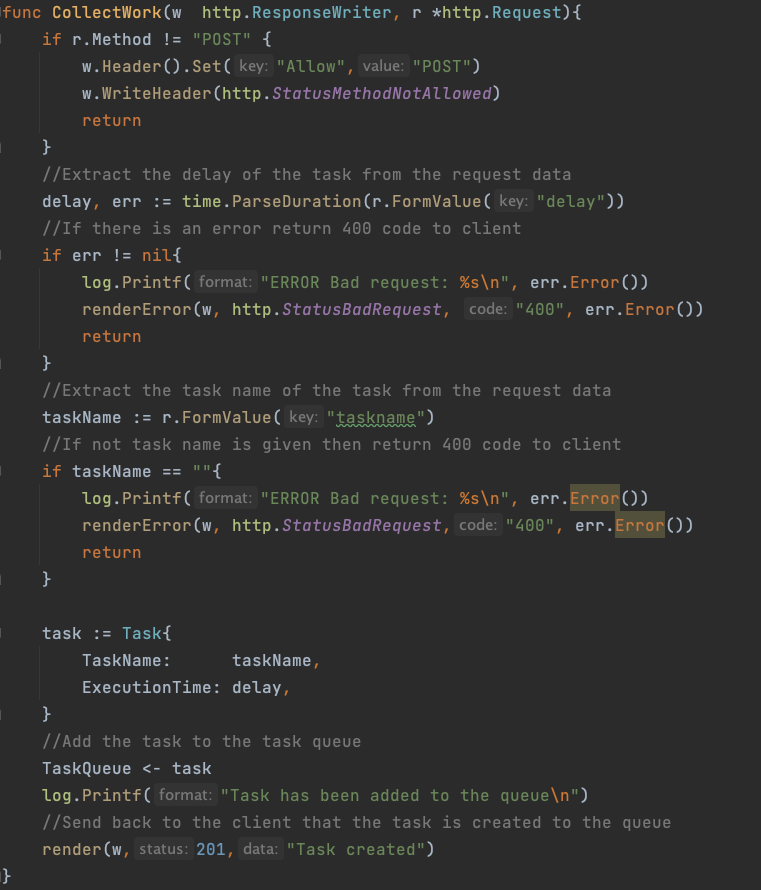 func CollectWork(w  http.ResponseWriter, r *http.Request){
    if r.Method != "POST" {
        w.Header().Set( key: "Allow", value: "POST")
        w.WriteHeader(http.StatusMethodNotAllowed)
        return
    }
    //Extract the delay of the task from the request data
    delay, err := time.ParseDuration(r.FormValue( key: "delay"))
    //If there is an error return 400 code to client
    if err != nil{
        log.Printf( format: "ERROR Bad request: %s\n", err.Error())
        renderError(w, http.StatusBadRequest,  code: "400", err.Error())
        return
    }
    //Extract the task name of the task from the request data
    taskName := r.FormValue( key: "taskname")
    //If not task name is given then return 400 code to client
    if taskName == ""{
        log.Printf( format: "ERROR Bad request: %s\n", err.Error())
        renderError(w, http.StatusBadRequest, code: "400", err.Error())
        return
    }

    task := Task{
        TaskName:      taskName,
        ExecutionTime: delay,
    }
    //Add the task to the task queue
    TaskQueue <- task
    log.Printf( format: "Task has been added to the queue\n")
    //Send back to the client that the task is created to the queue
    render(w, status: 201, data: "Task created")
}